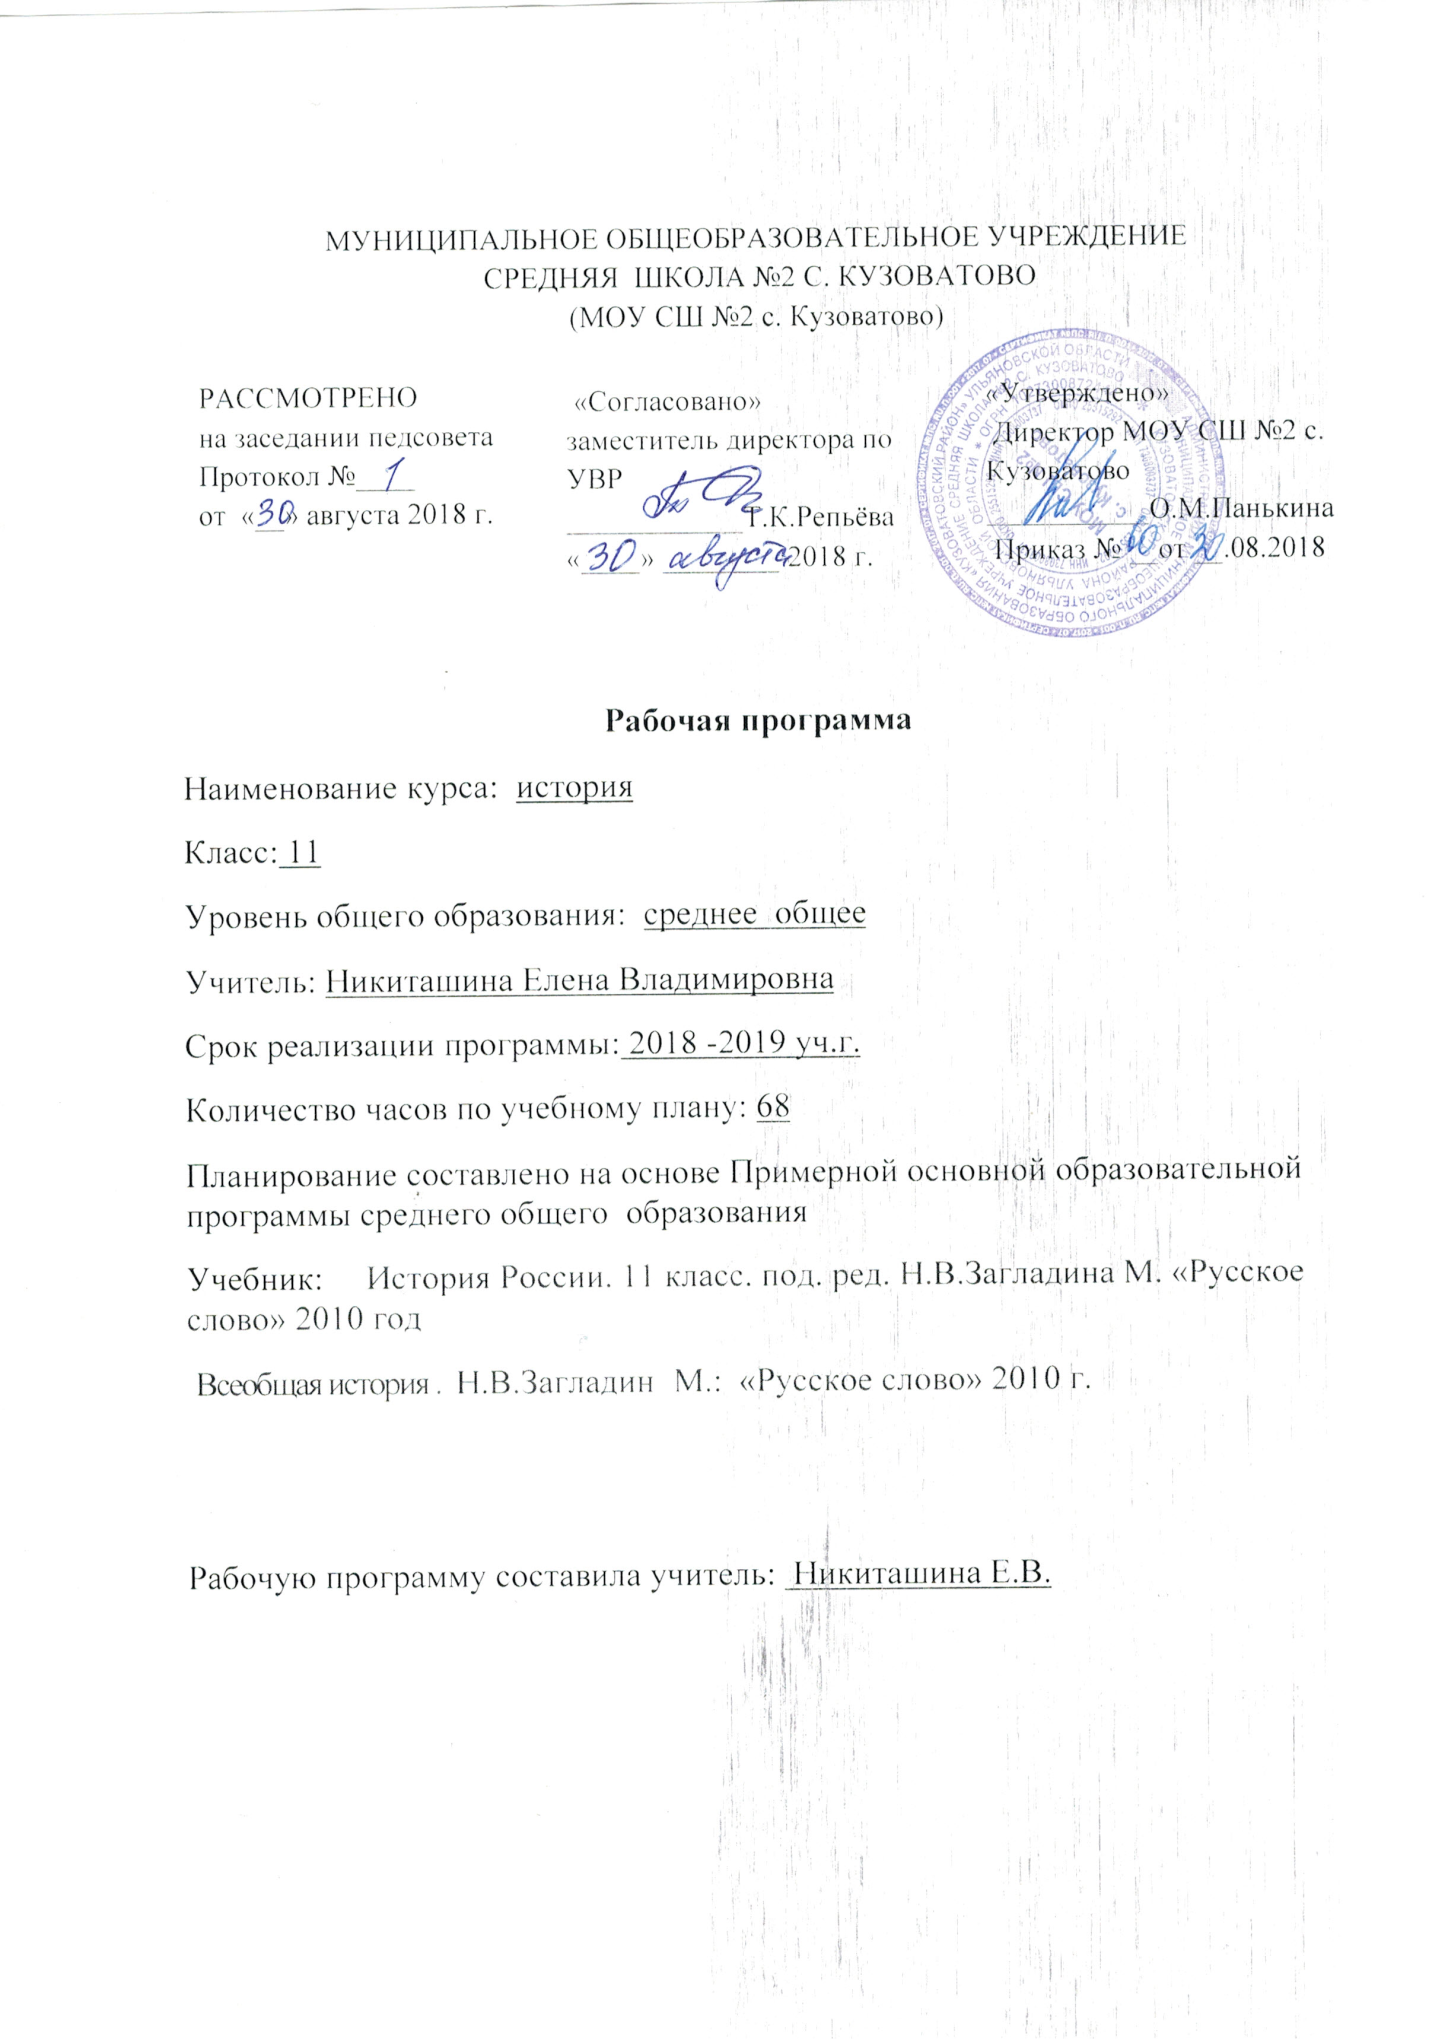 МУНИЦИПАЛЬНОЕ ОБЩЕОБРАЗОВАТЕЛЬНОЕ УЧРЕЖДЕНИЕ
СРЕДНЯЯ ШКОЛА №2 С. КУЗОВАТОВО
(МОУ СШ №2 с. Кузоватово)
РАССМОТРЕНО
на заседании педсовета
Протокол № 1
от «30» августа 2018 г.
«Согласовано»
заместитель директора по
УВР
Т.К.Репьёва
«30» августа 2018 г.
«Утверждено»
Директор МОУ СШ №2 с.
Кузоватово
О.М.Панькина
Приказ № от 30.08.2018
Рабочая программа
Наименование курса: история
Класс: 11
Уровень общего образования: среднее общее
Учитель: Никиташина Елена Владимировна
Срок реализации программы: 2018 -2019 уч.г.
Количество часов по учебному плану: 68
Планирование составлено на основе Примерной основной образовательной
программы среднего общего образования
Учебник: История России. 11 класс. под. ред. Н.В.Загладина М. «Русское
слово» 2010 год
Всеобщая история . Н.В.Загладин М.: «Русское слово» 2010 г.
Рабочую программу составила учитель: Никиташина Е.В.